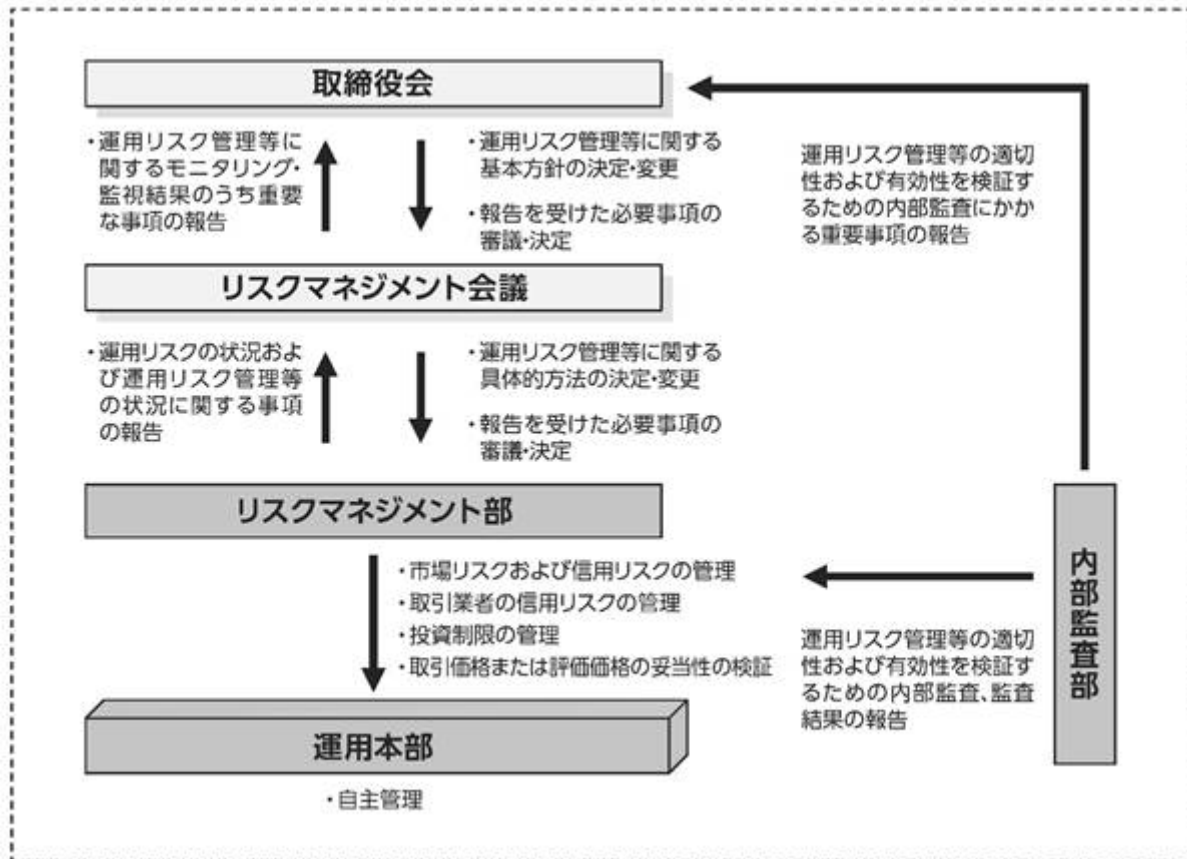 取締役会
・運用リスク管理等に
関するモニタリング・
監視結果のうち重要
な事項の報告
・運用リスク管理等に関する
基本方針の決定・変更
・報告を受けた必要事項の
審議・決定
運用リスク管理等の適切
性および有効性を検証す
るための内部監査にかか
る重要事項の報告
リスクマネジメント会議
・運用リスクの状況およ
び運用リスク管理等
の状況に関する事項
の報告
・運用リスク管理等に関する
具体的方法の決定・変更
・報告を受けた必要事項の
審議・決定
リスクマネジメント部
・市場リスクおよび信用リスクの管理
・取引業者の信用リスクの管理
・投資制限の管理
・取引価格または評価価格の妥当性の検証
内部監査部
運用リスク管理等の適切
性および有効性を検証す
るための内部監査、監査
結果の報告
運用本部
・自主管理